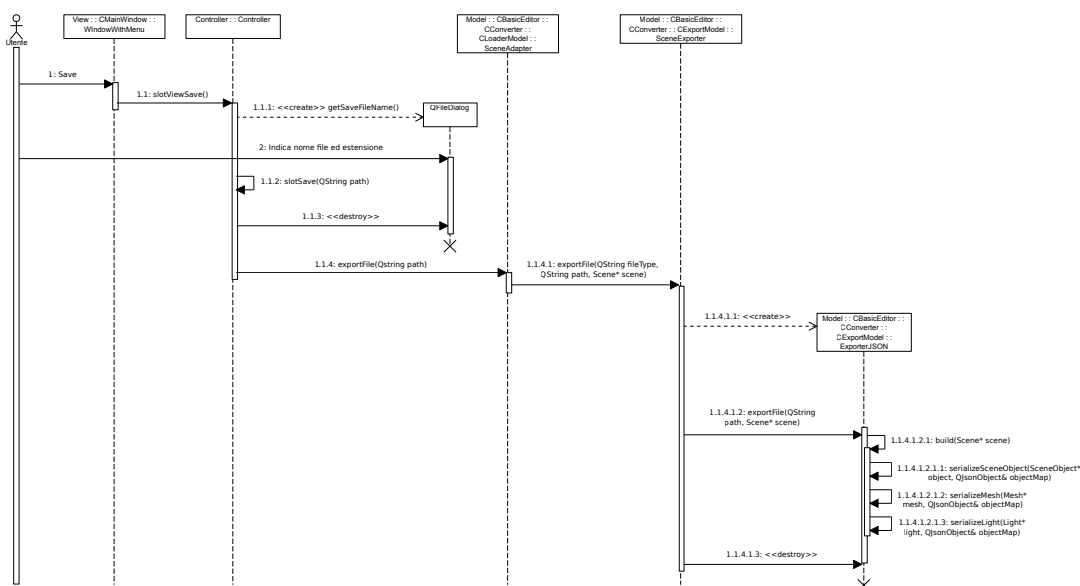 Utente
View : : CMainWindow : :
WIndowWithMenu
Controller : : Controller
Model : : CBasicEditor : :
CConverter : :
CLoaderModel : :
SceneAdapter
Model : : CBasicEditor : :
CConverter : : CExportModel : :
SceneExporter
1: Save
1.1: slotViewSave()
1.1.1: <<create>> getSaveFileName()
QFileDialog
2: Indica nome file ed estensione
1.1.2: slotSave(QString path)
1.1.3: <<destroy>>
1.1.4: exportFile(Qstring path)
1.1.4.1: exportFile(QString fileType,
QString path, Scene* scene)
1.1.4.1.1: <<create>>
Model : : CBasicEditor : :
CConverter : :
CExportModel : :
ExporterJSON
1.1.4.1.2: exportFile(QString
path, Scene* scene)
1.1.4.1.2.1: build(Scene* scene)
1.1.4.1.2.1.1: serializeSceneObject(SceneObject*
object, QJsonObject& objectMap)
1.1.4.1.2.1.2: serializeMesh(Mesh*
mesh, QJsonObject& objectMap)
1.1.4.1.2.1.3: serializeLight(Light*
light, QJsonObject& objectMap)
1.1.4.1.3: <<destroy>>